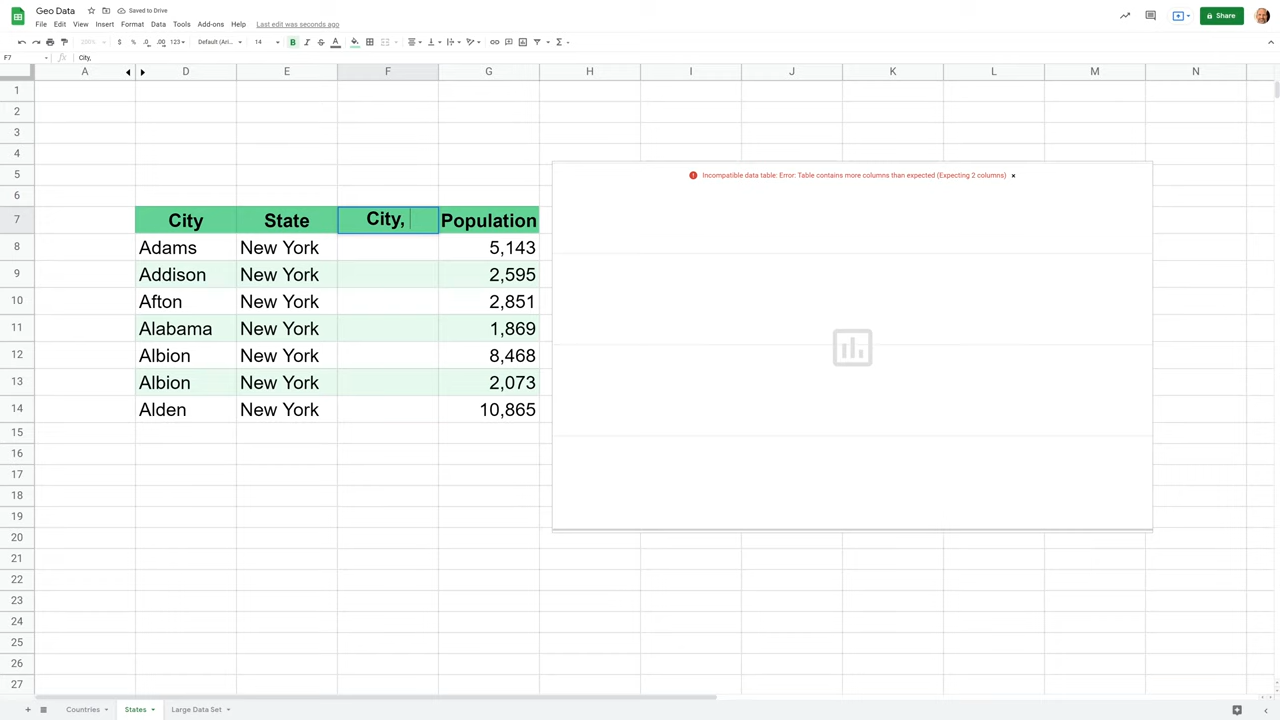 Geo Data Saved to Drive
File Edit View Insert Format Data Tools Add-ons Help Last edit was seconds ago
Share
$ % .0 .00 123 Default (Ari... 14 B I S A
F7 fx City,
A D E F G H I J K L M N
1
2
3
4
5
Incompatible data table: Error: Table contains more columns than expected (Expecting 2 columns) ×
6
7 City State City, Population
8 Adams New York 5,143
9 Addison New York 2,595
10 Afton New York 2,851
11 Alabama New York 1,869
12 Albion New York 8,468
13 Albion New York 2,073
14 Alden New York 10,865
15
16
17
18
19
20
21
22
23
24
25
26
27
Countries States Large Data Set